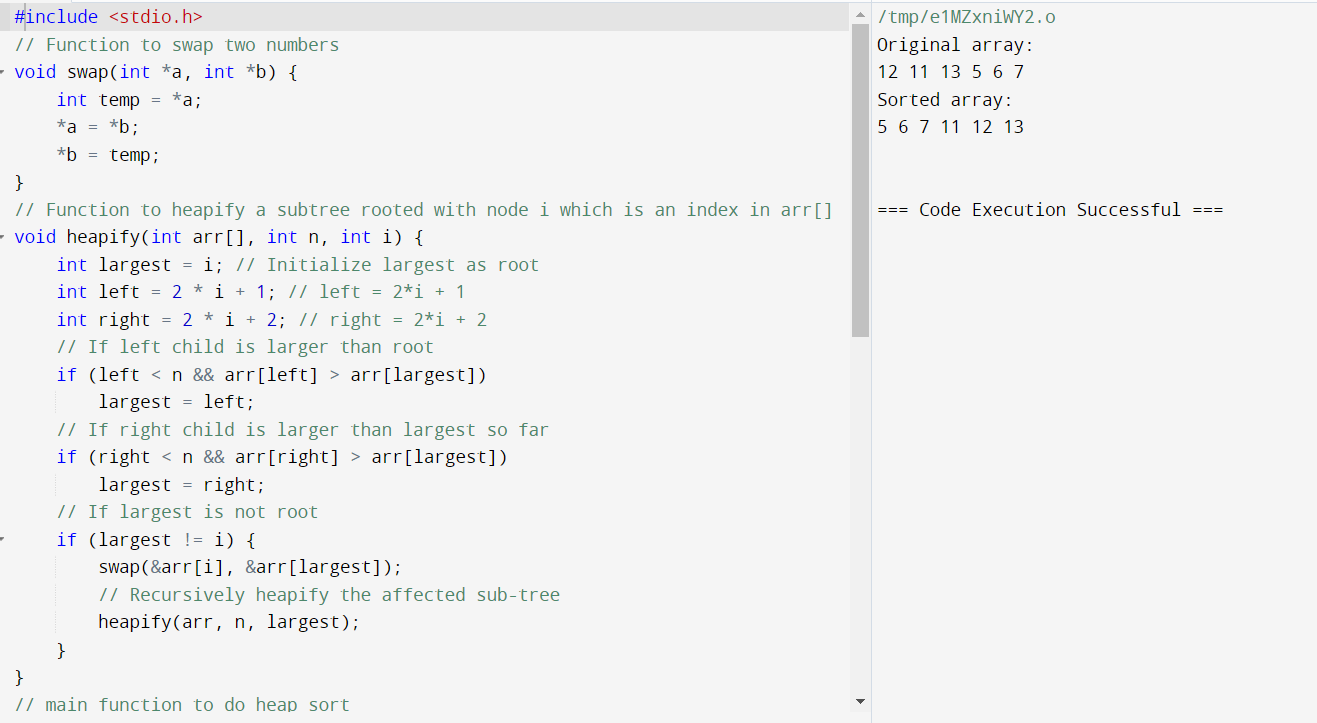 #include <stdio.h>
// Function to swap two numbers
void swap(int *a, int *b) {
    int temp = *a;
    *a = *b;
    *b = temp;
}
// Function to heapify a subtree rooted with node i which is an index in arr[]
void heapify(int arr[], int n, int i) {
    int largest = i; // Initialize largest as root
    int left = 2 * i + 1; // left = 2*i + 1
    int right = 2 * i + 2; // right = 2*i + 2
    // If left child is larger than root
    if (left < n && arr[left] > arr[largest])
        largest = left;
    // If right child is larger than largest so far
    if (right < n && arr[right] > arr[largest])
        largest = right;
    // If largest is not root
    if (largest != i) {
        swap(&arr[i], &arr[largest]);
        // Recursively heapify the affected sub-tree
        heapify(arr, n, largest);
    }
}
// main function to do heap sort
/tmp/e1MZxniWY2.o
Original array:
12 11 13 5 6 7
Sorted array:
5 6 7 11 12 13
=== Code Execution Successful ===